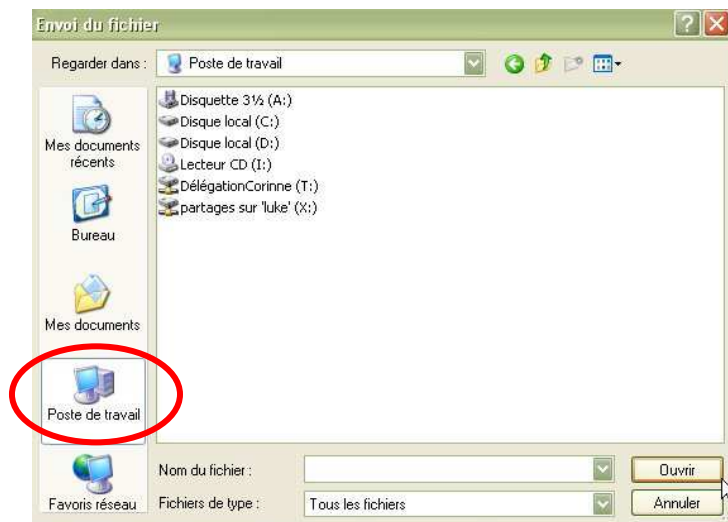 Envoi du fichier
Regarder dans :
Poste de travail
Mes documents
récents
Bureau
Mes documents
Poste de travail
Favoris réseau
Disquette 3½ (A:)
Disque local (C:)
Disque local (D:)
Lecteur CD (I:)
DélégationCorinne (T:)
partages sur 'luke' (X:)
Nom du fichier :
Ouvrir
Fichiers de type :
Tous les fichiers
Annuler